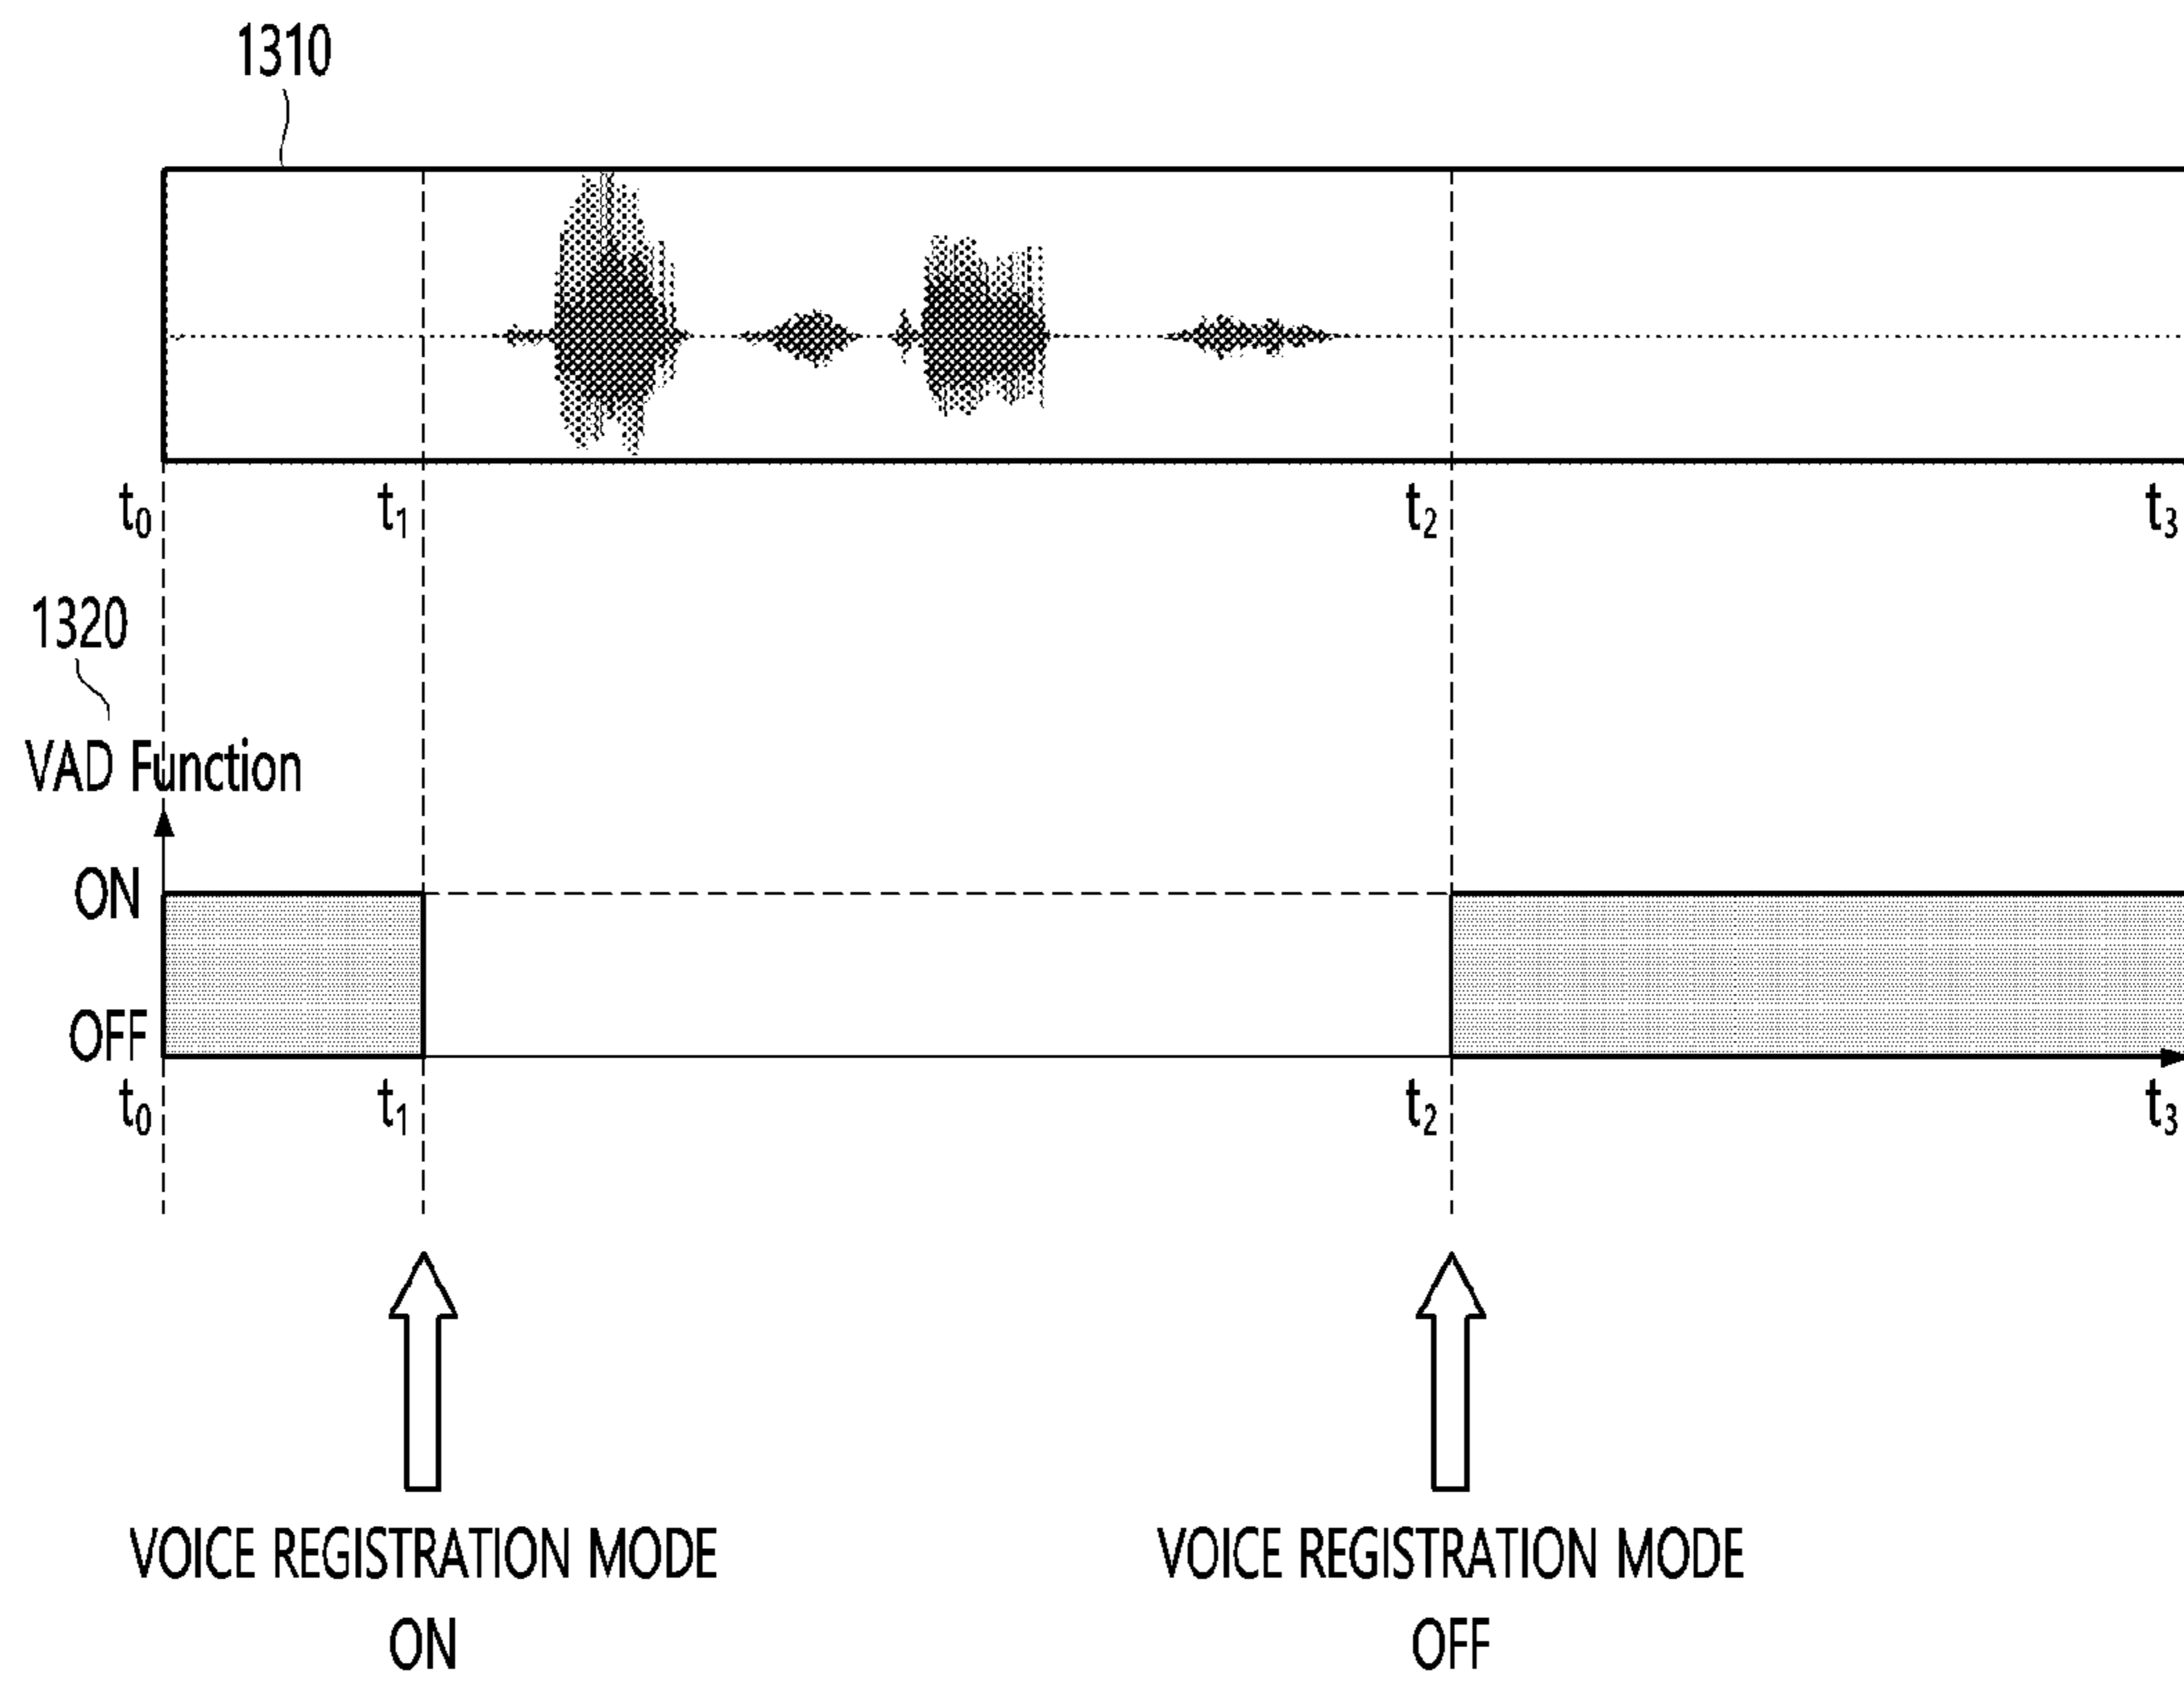 1310
t0 t1 t2 t3
1320
VAD Function
ON
OFF
t0 t1 t2 t3
VOICE REGISTRATION MODE
ON
VOICE REGISTRATION MODE
OFF